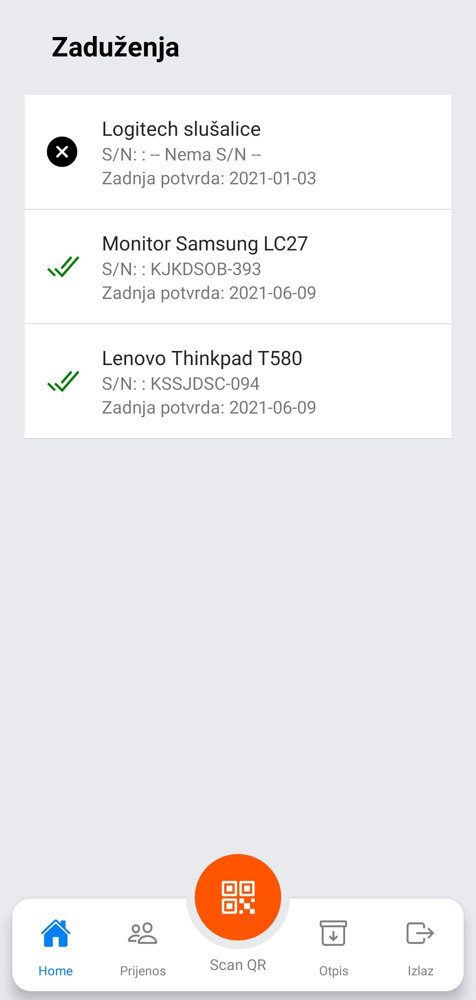 Zaduženja
Logitech slušalice
S/N: : -- Nema S/N --
Zadnja potvrda: 2021-01-03
Monitor Samsung LC27
S/N: : KJKDSOB-393
Zadnja potvrda: 2021-06-09
Lenovo Thinkpad T580
S/N: : KSSJDSC-094
Zadnja potvrda: 2021-06-09
Home
Prijenos
Scan QR
Otpis
Izlaz